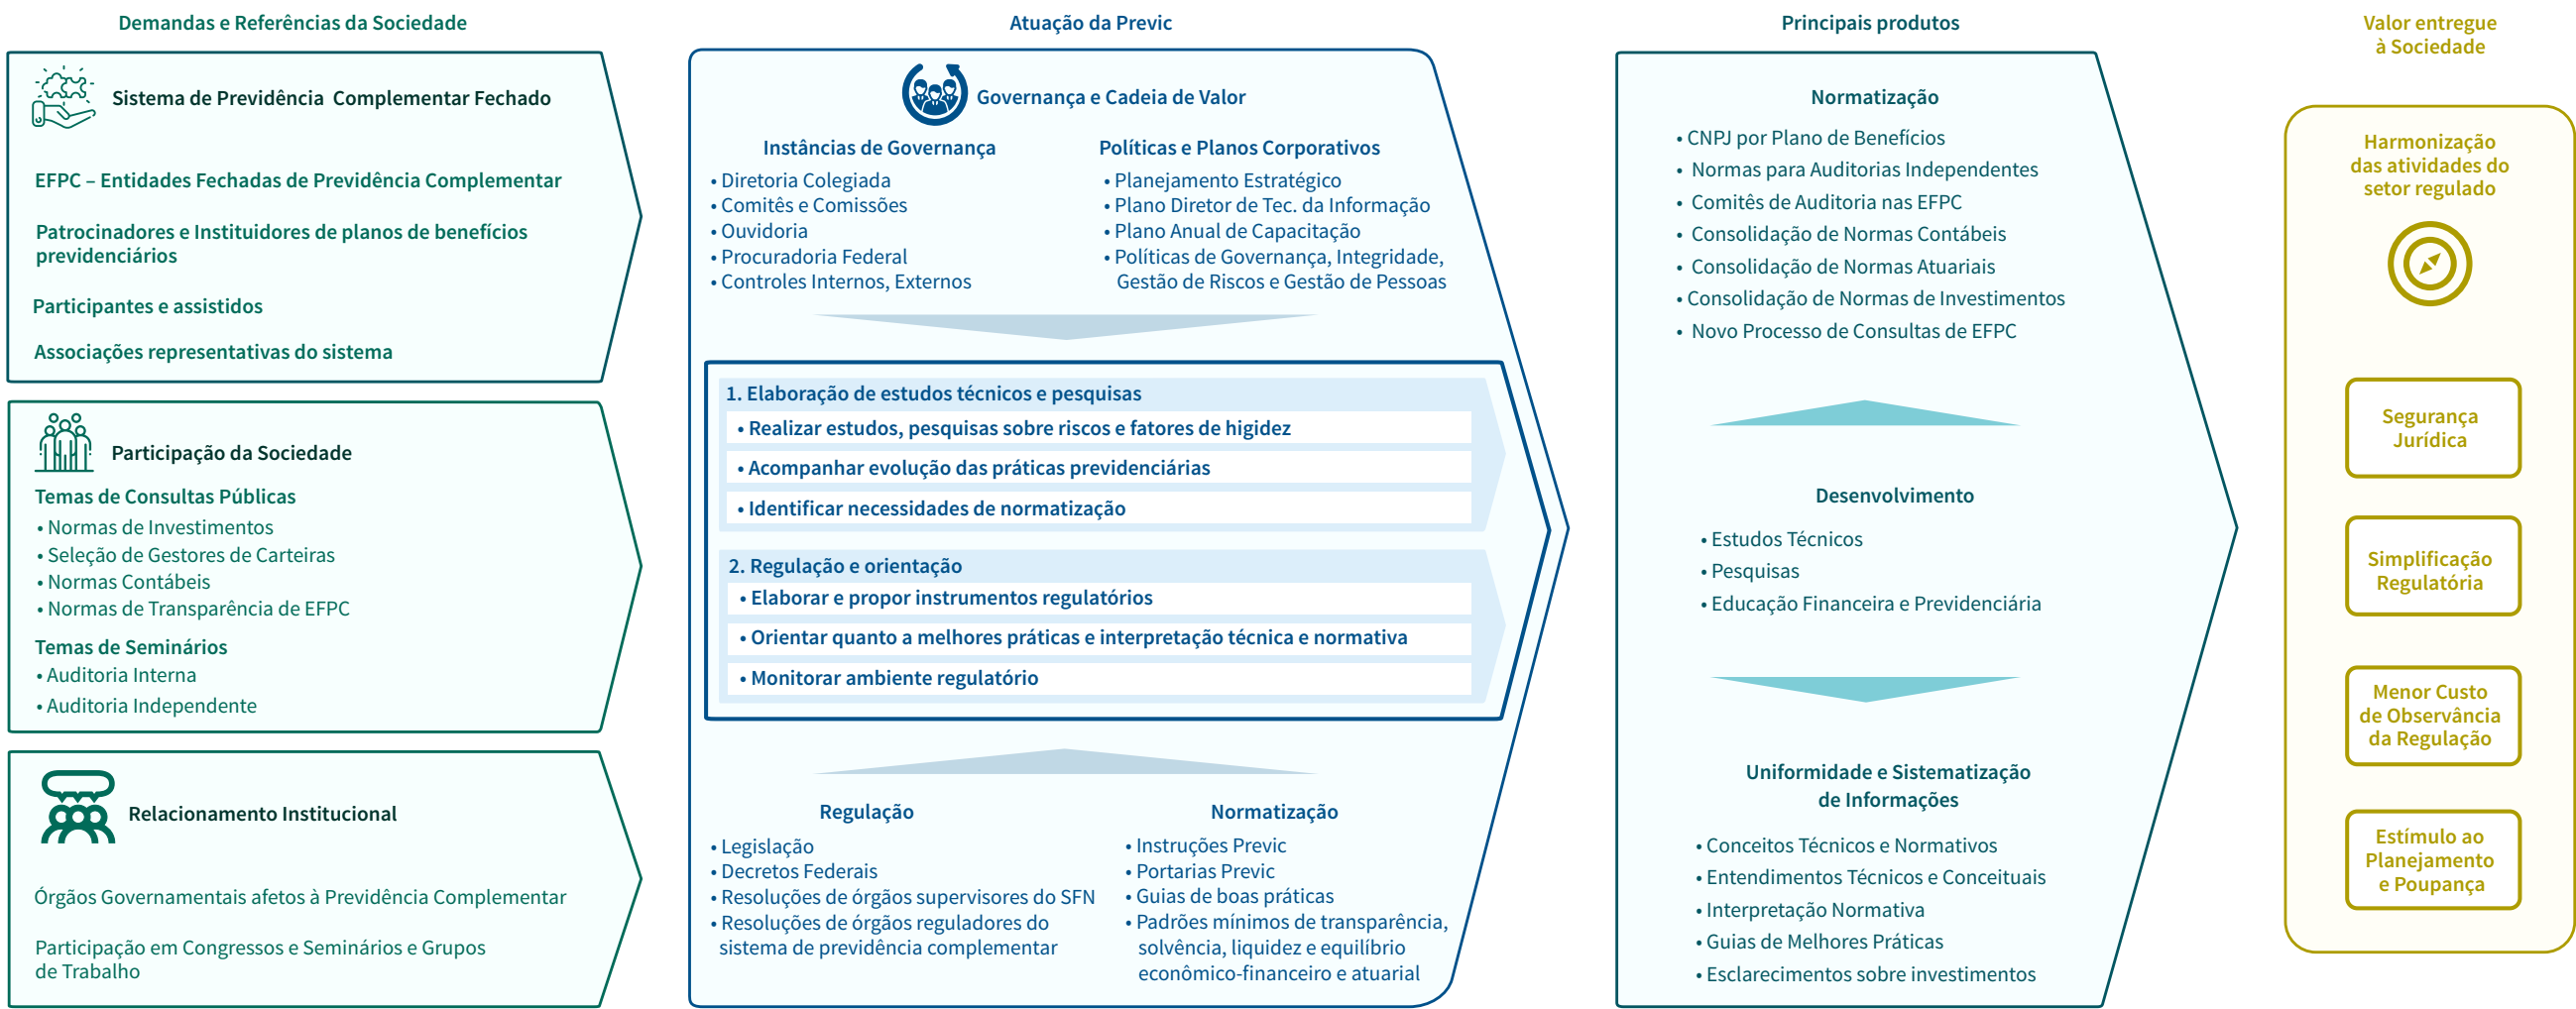 Demandas e Referências da Sociedade
Sistema de Previdência Complementar Fechado
EFPC – Entidades Fechadas de Previdência Complementar
Patrocinadores e Instituidores de planos de benefícios
previdenciários
Participantes e assistidos
Associações representativas do sistema
Participação da Sociedade
Temas de Consultas Públicas
• Normas de Investimentos
• Seleção de Gestores de Carteiras
• Normas Contábeis
• Normas de Transparência de EFPC
Temas de Seminários
• Auditoria Interna
• Auditoria Independente
Relacionamento Institucional
Órgãos Governamentais afetos à Previdência Complementar
Participação em Congressos e Seminários e Grupos
de Trabalho
Atuação da Previc
Governança e Cadeia de Valor
Instâncias de Governança
• Diretoria Colegiada
• Comitês e Comissões
• Ouvidoria
• Procuradoria Federal
• Controles Internos, Externos
Políticas e Planos Corporativos
• Planejamento Estratégico
• Plano Diretor de Tec. da Informação
• Plano Anual de Capacitação
• Políticas de Governança, Integridade,
Gestão de Riscos e Gestão de Pessoas
1. Elaboração de estudos técnicos e pesquisas
• Realizar estudos, pesquisas sobre riscos e fatores de higidez
• Acompanhar evolução das práticas previdenciárias
• Identificar necessidades de normatização
2. Regulação e orientação
• Elaborar e propor instrumentos regulatórios
• Orientar quanto a melhores práticas e interpretação técnica e normativa
• Monitorar ambiente regulatório
Regulação
• Legislação
• Decretos Federais
• Resoluções de órgãos supervisores do SFN
• Resoluções de órgãos reguladores do
sistema de previdência complementar
Normatização
• Instruções Previc
• Portarias Previc
• Guias de boas práticas
• Padrões mínimos de transparência,
solvência, liquidez e equilíbrio
econômico-financeiro e atuarial
Principais produtos
Normatização
• CNPJ por Plano de Benefícios
• Normas para Auditorias Independentes
• Comitês de Auditoria nas EFPC
• Consolidação de Normas Contábeis
• Consolidação de Normas Atuariais
• Consolidação de Normas de Investimentos
• Novo Processo de Consultas de EFPC
Desenvolvimento
• Estudos Técnicos
• Pesquisas
• Educação Financeira e Previdenciária
Uniformidade e Sistematização
de Informações
• Conceitos Técnicos e Normativos
• Entendimentos Técnicos e Conceituais
• Interpretação Normativa
• Guias de Melhores Práticas
• Esclarecimentos sobre investimentos
Valor entregue
à Sociedade
Harmonização
das atividades do
setor regulado
Segurança
Jurídica
Simplificação
Regulatória
Menor Custo
de Observância
da Regulação
Estímulo ao
Planejamento
e Poupança